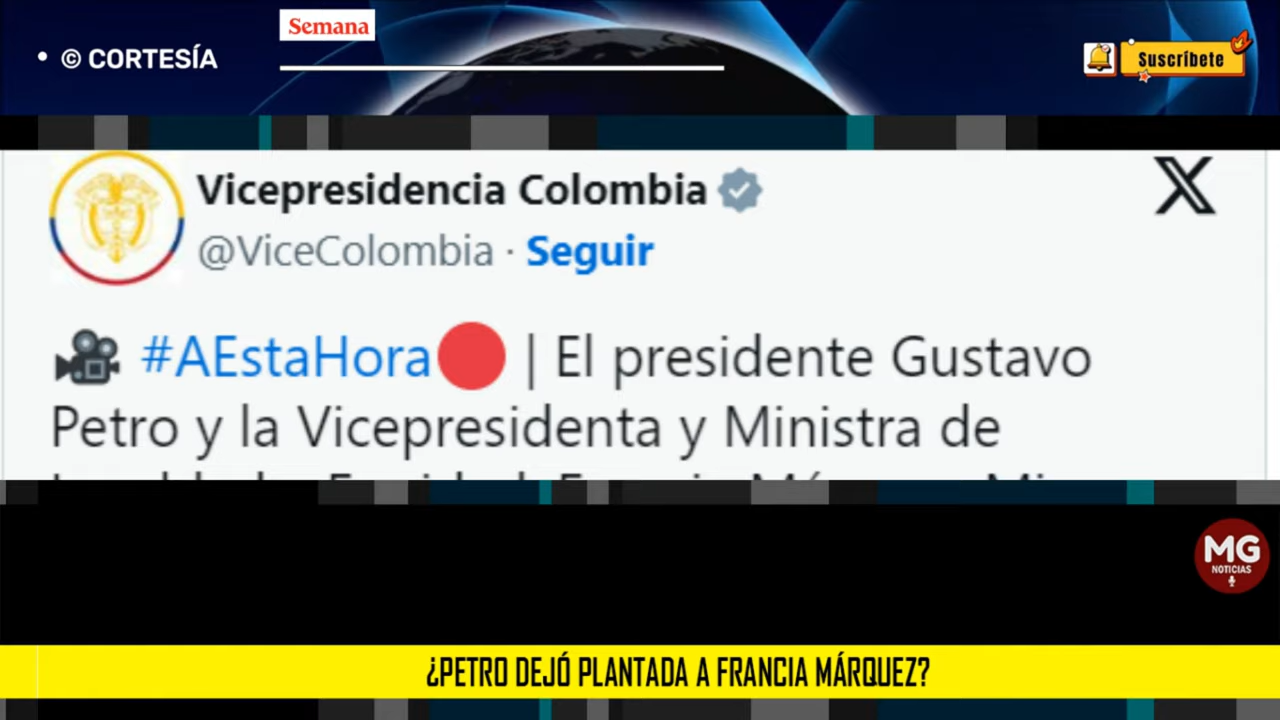 Semana
• © CORTESÍA
Suscríbete
Vicepresidencia Colombia
@ViceColombia · Seguir
#AEstaHora | El presidente Gustavo
Petro y la Vicepresidenta y Ministra de
MG
NOTICIAS
¿PETRO DEJÓ PLANTADA A FRANCIA MÁRQUEZ?